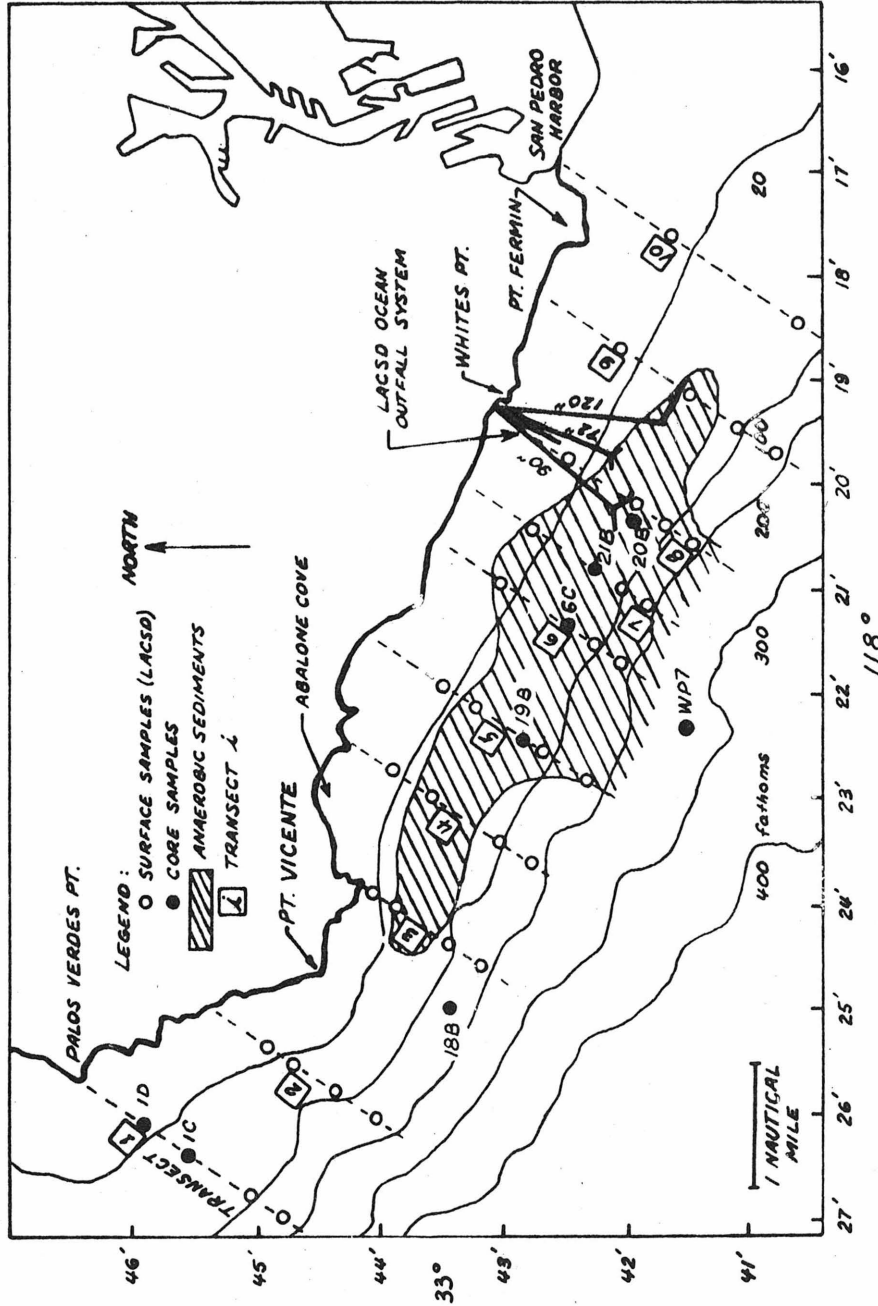 PALOS VERDES PT.
LEGEND:
SURFACE SAMPLES (LACSD)
CORE SAMPLES
ANAEROBIC SEDIMENTS
i TRANSECT i
NORTH
PT. VICENTE
ABALONE COVE
LACSD OCEAN
OUTFALL SYSTEM
WHITES PT.
PT. FERMIN
SAN PEDRO
HARBOR
90"
72"
120"
TRANSECT
1
1D
1C
2
18B
3
4
5
19B
6
6C
7
21B
20B
8
9
10
WP7
20
100
200
300
400 fathoms
1 NAUTICAL
MILE
46'
45'
44'
33°
43'
42'
41'
27'
26'
25'
24'
23'
22'
21'
20'
19'
18'
17'
16'
118°